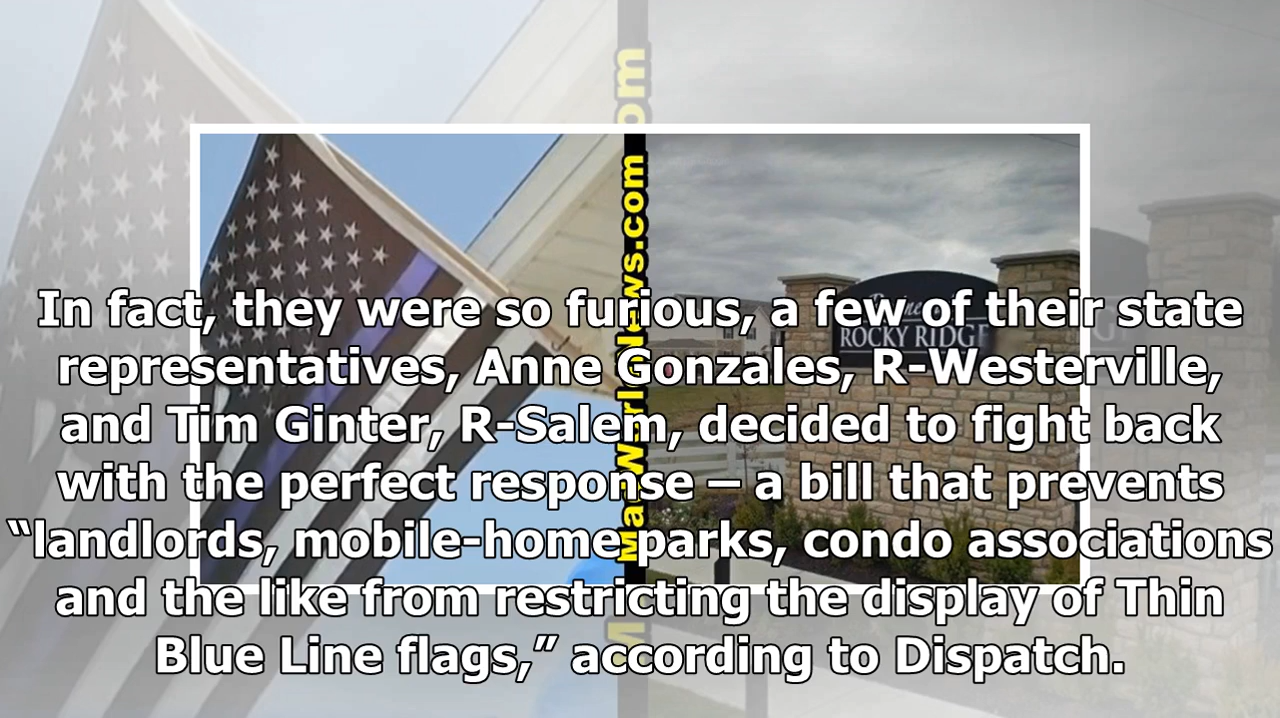 In fact, they were so furious, a few of their state
representatives, Anne Gonzales, R-Westerville,
and Tim Ginter, R-Salem, decided to fight back
with the perfect response – a bill that prevents
“landlords, mobile-home parks, condo associations
and the like from restricting the display of Thin
Blue Line flags,” according to Dispatch.
ROCKY RIDGE